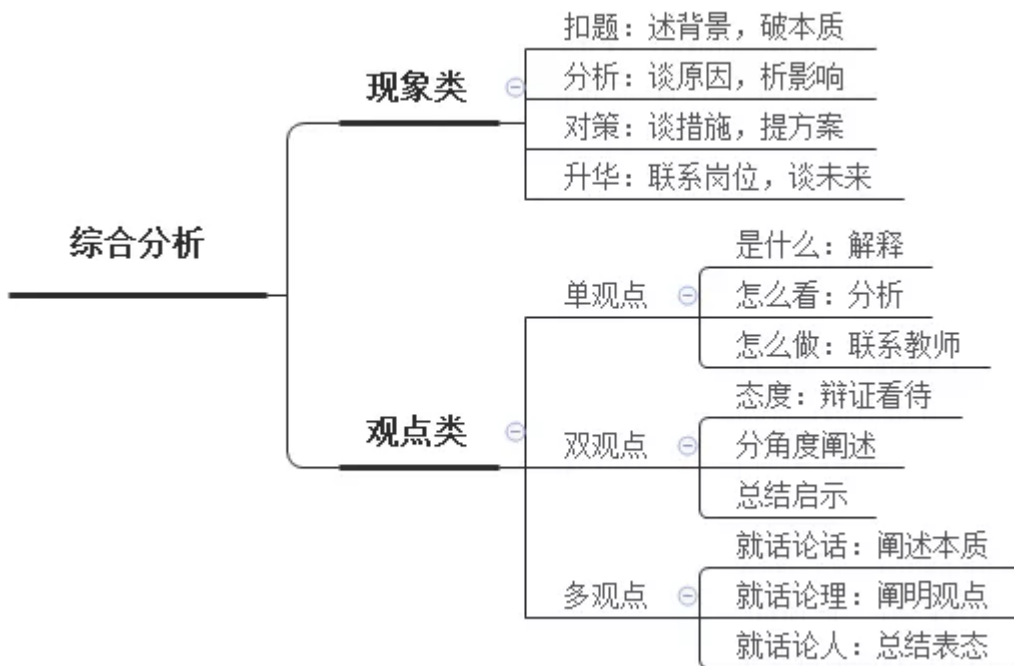 综合分析
现象类
扣题：述背景，破本质
分析：谈原因，析影响
对策：谈措施，提方案
升华：联系岗位，谈未来
观点类
单观点
是什么：解释
怎么看：分析
怎么做：联系教师
双观点
态度：辩证看待
分角度阐述
总结启示
多观点
就话论话：阐述本质
就话论理：阐明观点
就话论人：总结表态